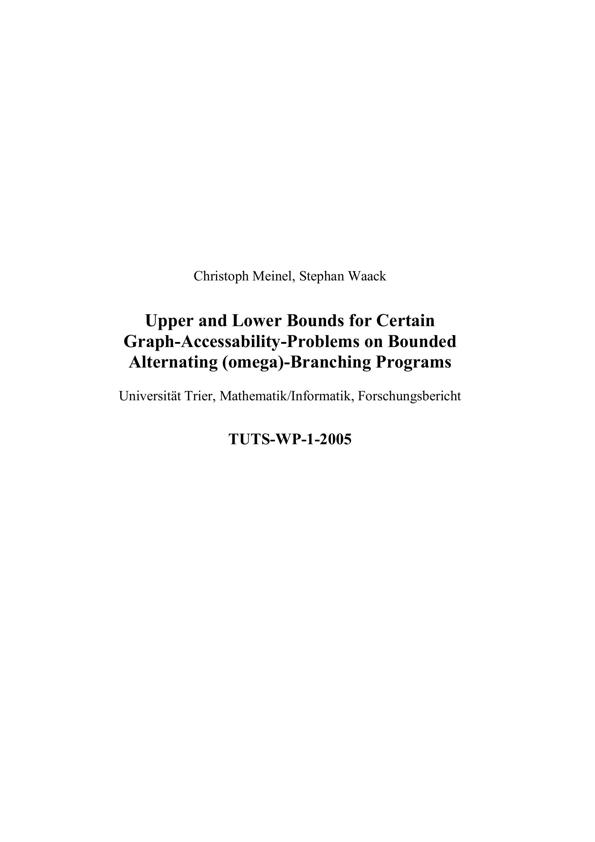 Christoph Meinel, Stephan Waack
Upper and Lower Bounds for Certain
Graph-Accessability-Problems on Bounded
Alternating (omega)-Branching Programs
Universität Trier, Mathematik/Informatik, Forschungsbericht
TUTS-WP-1-2005